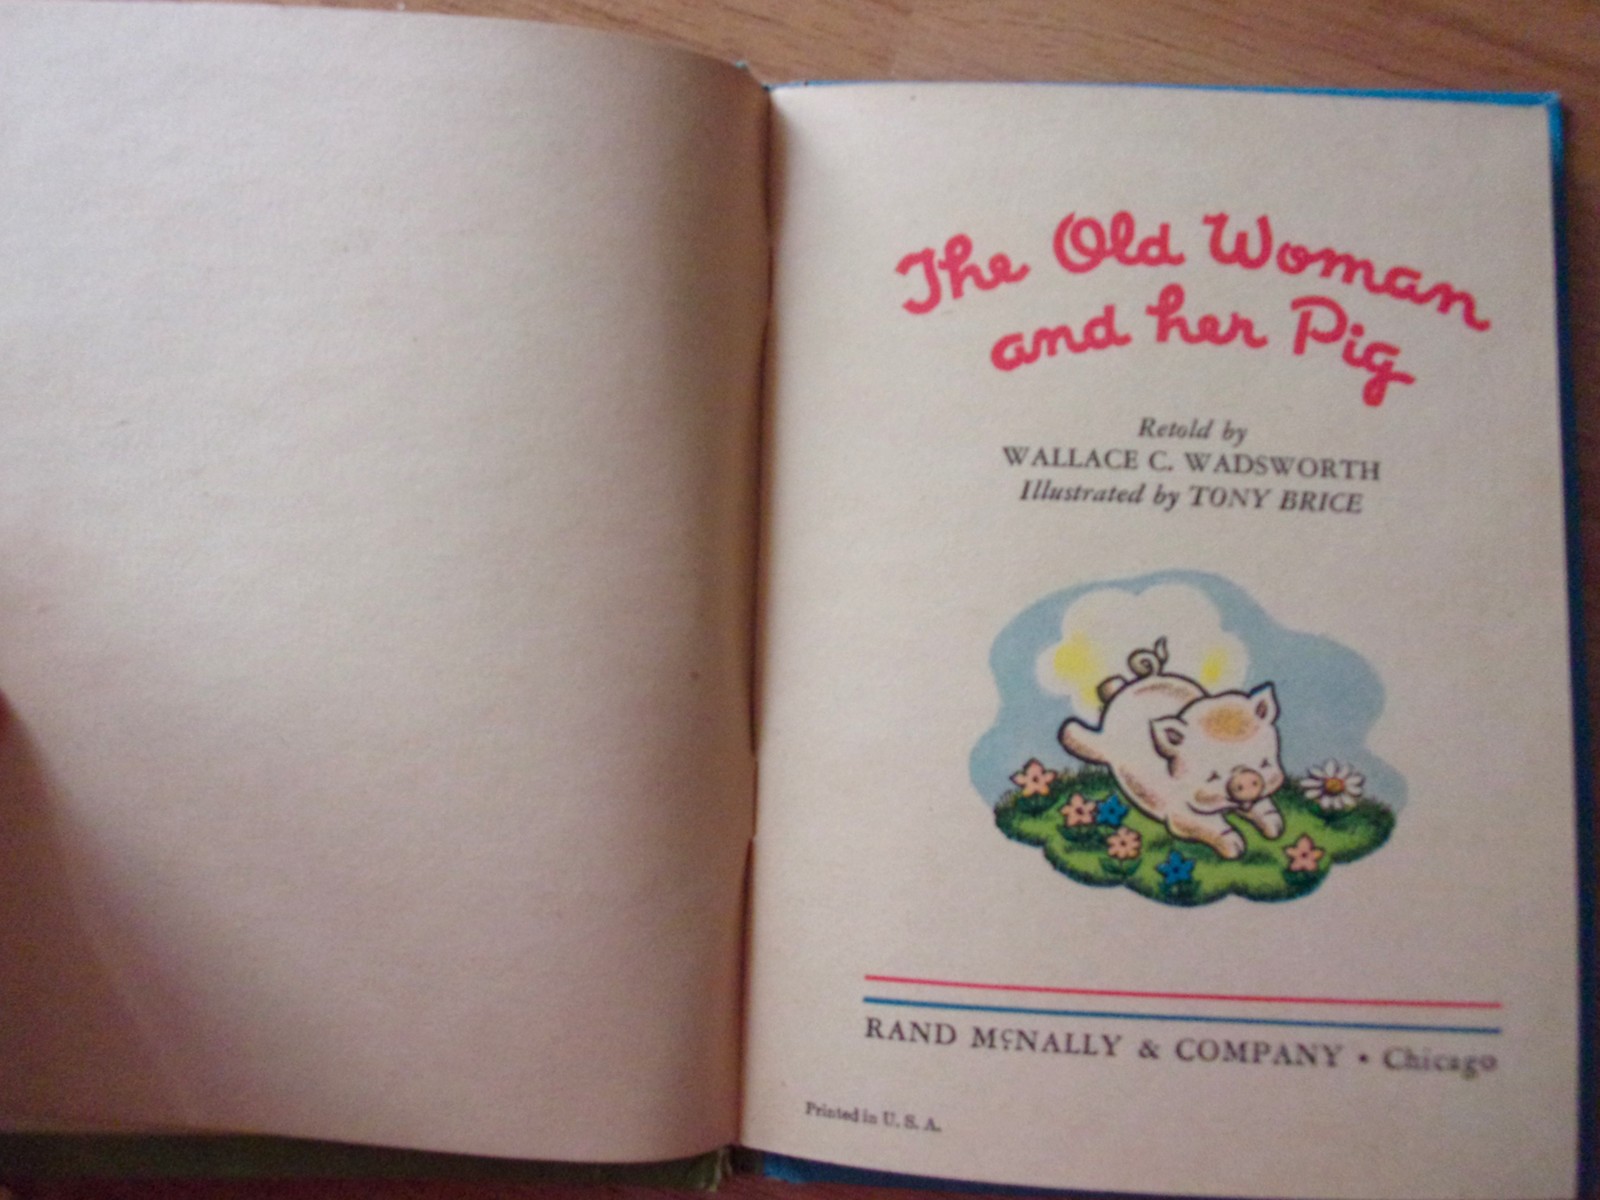 The Old Woman
and her Pig
Retold by
WALLACE C. WADSWORTH
Illustrated by TONY BRICE
RAND McNALLY & COMPANY • Chicago
Printed in U. S. A.